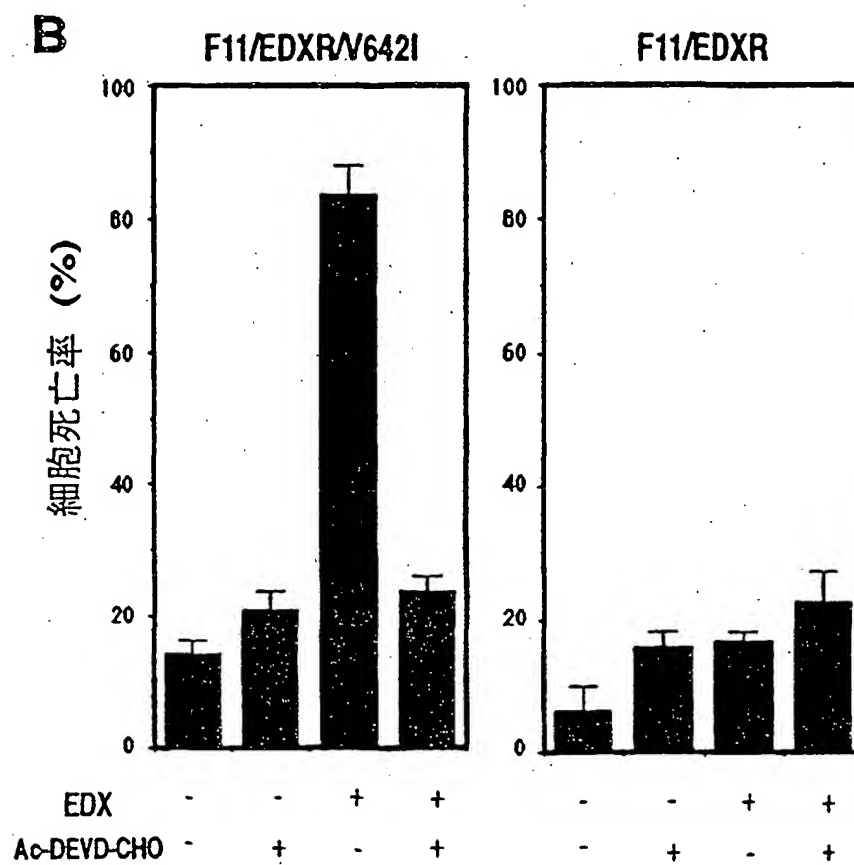 B
F11/EDXR/V642I
F11/EDXR
細胞死亡率 (%)
100
80
60
40
20
0
100
80
60
40
20
0
EDX - - + + - - + +
Ac-DEVD-CHO - + - + - + - +